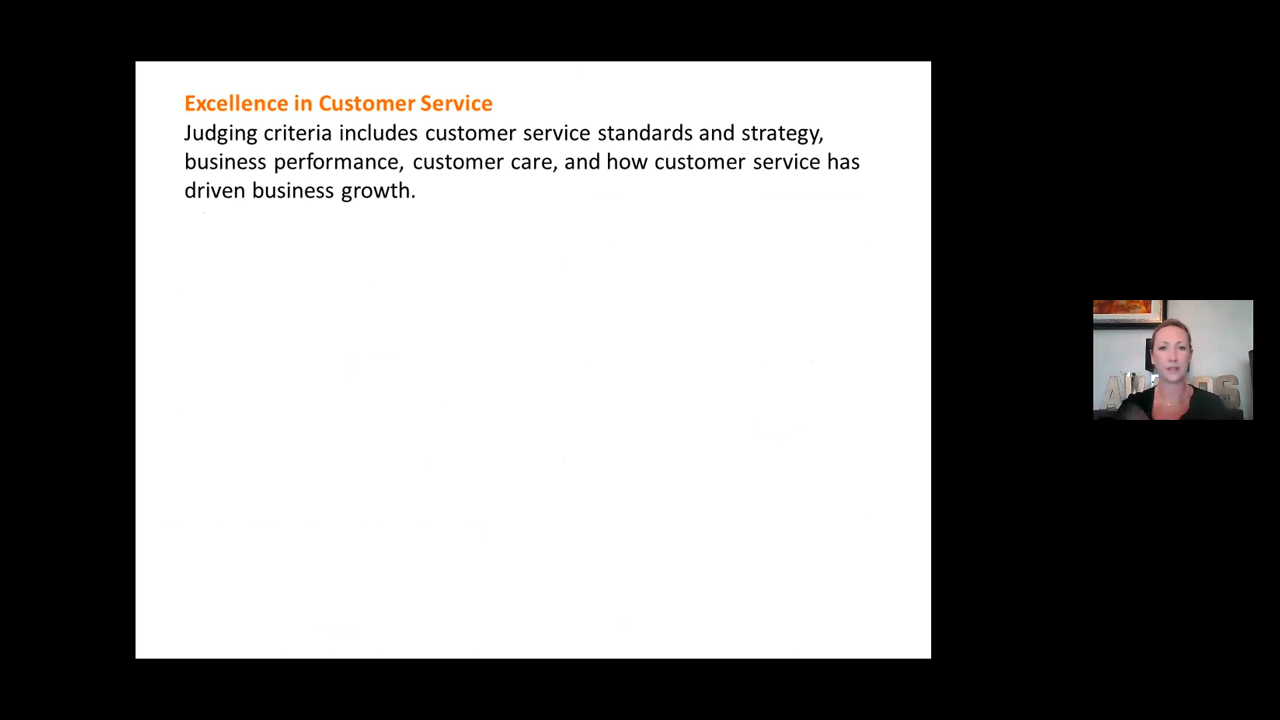 Excellence in Customer Service
Judging criteria includes customer service standards and strategy,
business performance, customer care, and how customer service has
driven business growth.